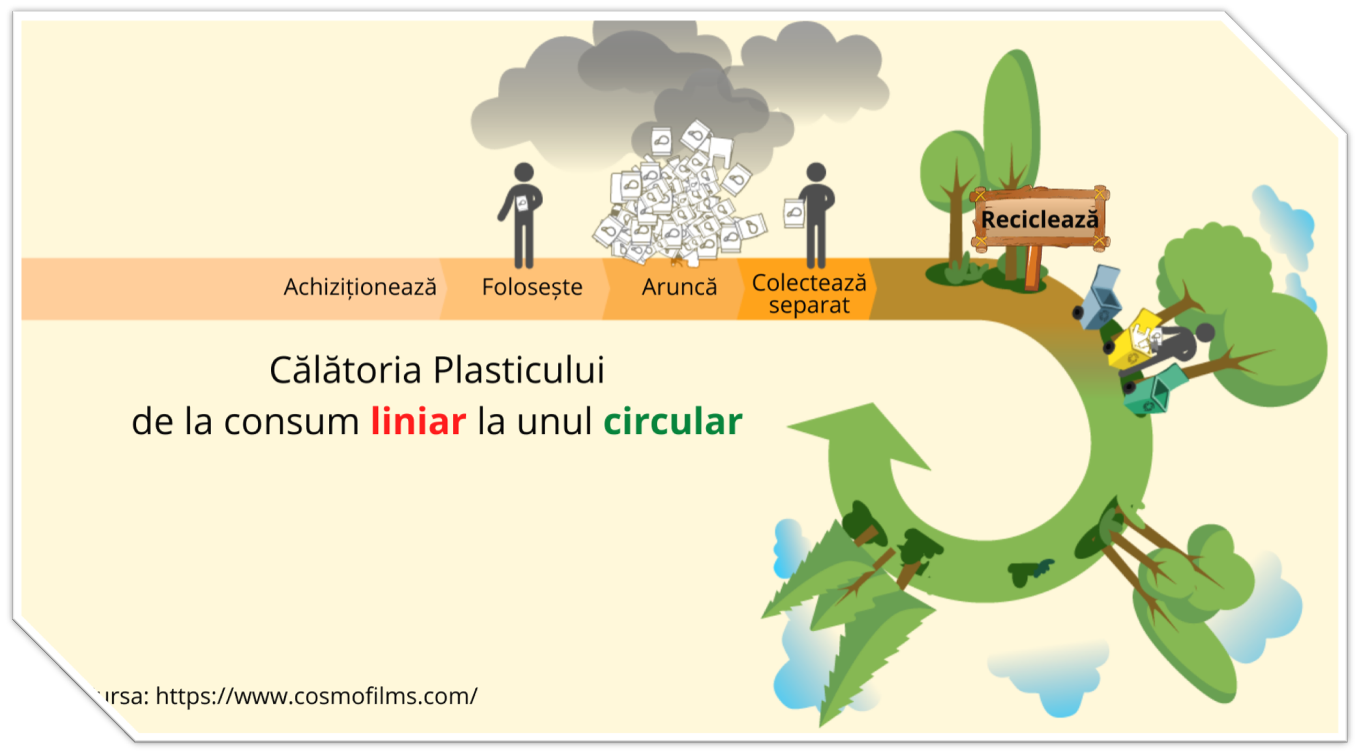 Reciclează
Achiziționează
Folosește
Aruncă
Colectează
separat
Călătoria Plasticului
de la consum liniar la unul circular
ursa: https://www.cosmofilms.com/